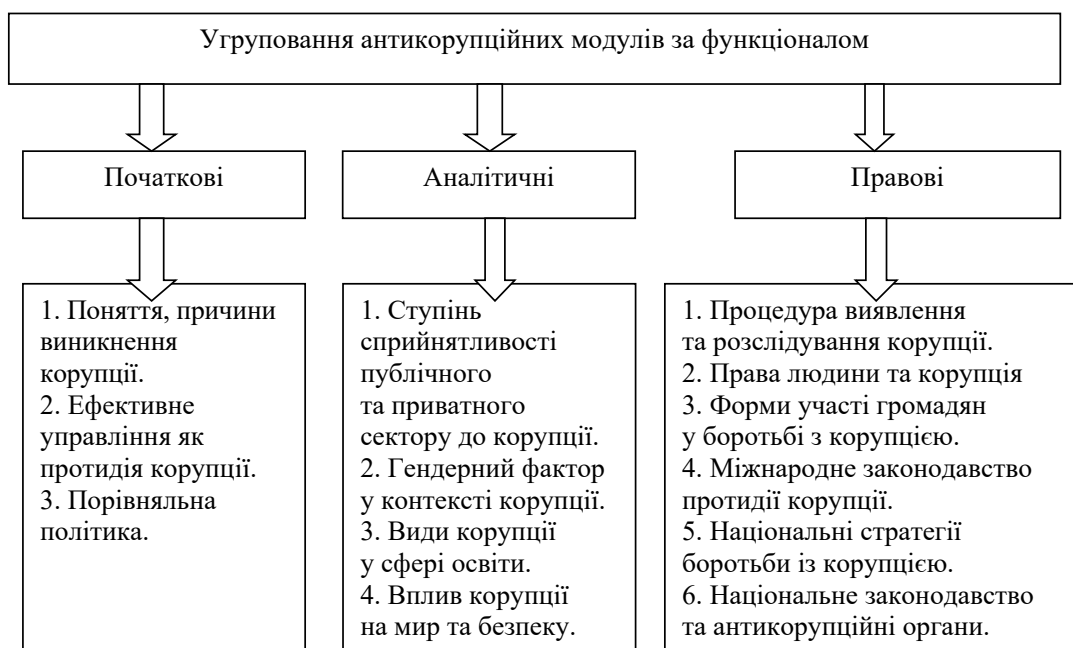 Угруповання антикорупційних модулів за функціоналом
Початкові
Аналітичні
Правові
1. Поняття, причини
виникнення
корупції.
2. Ефективне
управління як
протидія корупції.
3. Порівняльна
політика.
1. Ступінь
сприйнятливості
публічного
та приватного
сектору до корупції.
2. Гендерний фактор
у контексті корупції.
3. Види корупції
у сфері освіти.
4. Вплив корупції
на мир та безпеку.
1. Процедура виявлення
та розслідування корупції.
2. Права людини та корупція
3. Форми участі громадян
у боротьбі з корупцією.
4. Міжнародне законодавство
протидії корупції.
5. Національні стратегії
боротьби із корупцією.
6. Національне законодавство
та антикорупційні органи.